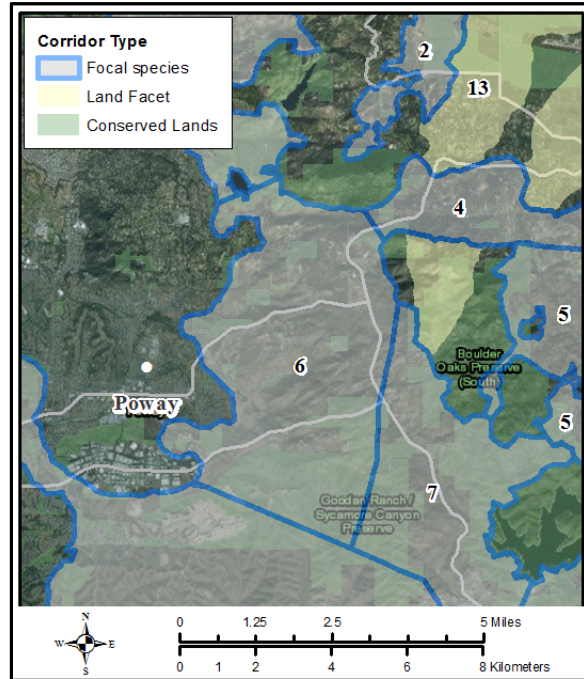 Corridor Type
Focal species
Land Facet
Conserved Lands
2
13
4
5
6
Boulder
Oaks Preserve
(South)
Poway
5
7
Goodan Ranch /
Sycamore Canyon
Preserve
N
W E
S
0 1.25 2.5 5 Miles
0 1 2 4 6 8 Kilometers